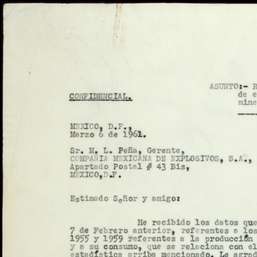 ASUNTO:- R
de e
mine
CONFIDENCIAL.
MEXICO, D.F.,
Marzo 6 de 1961.
Sr. M. L. Peña, Gerente,
COMPAÑIA MEXICANA DE EXPLOSIVOS, S.A.,
Apartado Postal # 43 Bis,
MEXICO,D.F.
Estimado Señor y amigo:
He recibido los datos que
7 de Febrero anterior, referentes a los
1955 y 1959 referentes a la producción
y a su consumo, que se relaciona con el
estadística arriba mencionado. Le agrad